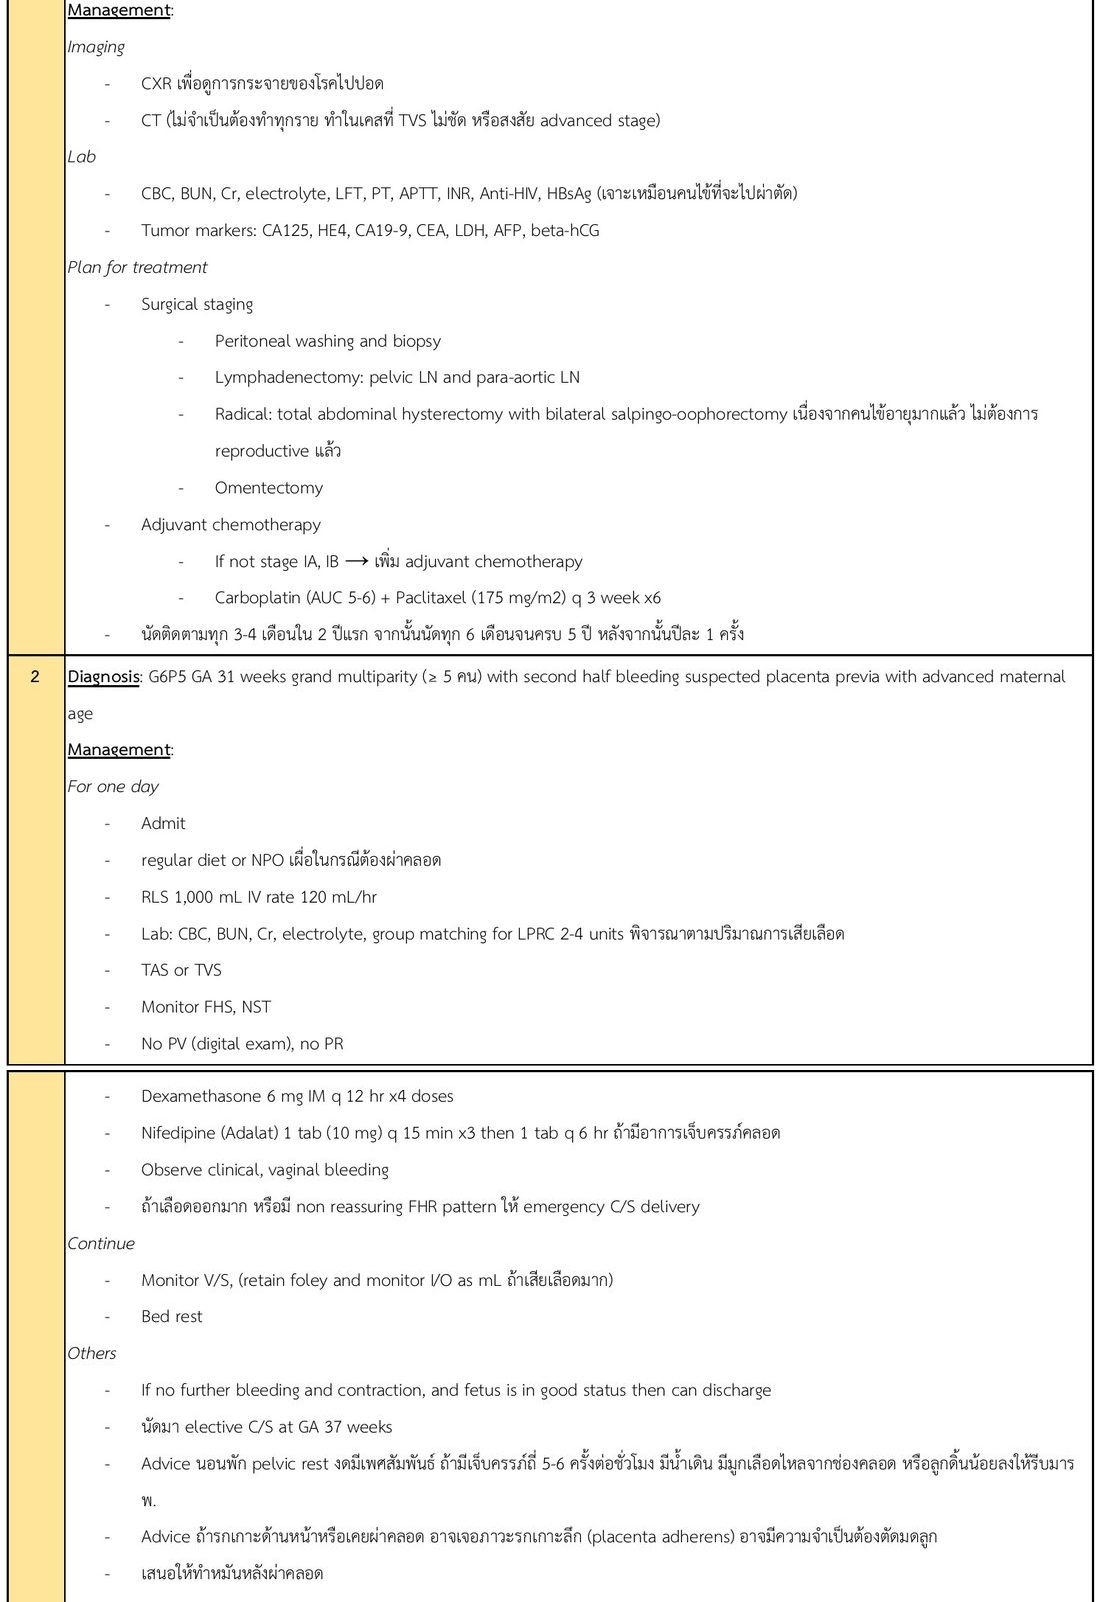 Management:
Imaging
- CXR เพื่อดูการกระจายของโรคไปปอด
- CT (ไม่จำเป็นต้องทำทุกราย ทำในเคสที่ TVS ไม่ชัด หรือสงสัย advanced stage)
Lab
- CBC, BUN, Cr, electrolyte, LFT, PT, APTT, INR, Anti-HIV, HBsAg (เจาะเหมือนคนไข้ที่จะไปผ่าตัด)
- Tumor markers: CA125, HE4, CA19-9, CEA, LDH, AFP, beta-hCG
Plan for treatment
- Surgical staging
- Peritoneal washing and biopsy
- Lymphadenectomy: pelvic LN and para-aortic LN
- Radical: total abdominal hysterectomy with bilateral salpingo-oophorectomy เนื่องจากคนไข้อายุมากแล้ว ไม่ต้องการ
reproductive แล้ว
- Omentectomy
- Adjuvant chemotherapy
- If not stage IA, IB ⟶ เพิ่ม adjuvant chemotherapy
- Carboplatin (AUC 5-6) + Paclitaxel (175 mg/m2) q 3 week x6
- นัดติดตามทุก 3-4 เดือนใน 2 ปีแรก จากนั้นนัดทุก 6 เดือนจนครบ 5 ปี หลังจากนั้นปีละ 1 ครั้ง
2 Diagnosis: G6P5 GA 31 weeks grand multiparity (≥ 5 คน) with second half bleeding suspected placenta previa with advanced maternal
age
Management:
For one day
- Admit
- regular diet or NPO เผื่อในกรณีต้องผ่าคลอด
- RLS 1,000 mL IV rate 120 mL/hr
- Lab: CBC, BUN, Cr, electrolyte, group matching for LPRC 2-4 units พิจารณาตามปริมาณการเสียเลือด
- TAS or TVS
- Monitor FHS, NST
- No PV (digital exam), no PR
- Dexamethasone 6 mg IM q 12 hr x4 doses
- Nifedipine (Adalat) 1 tab (10 mg) q 15 min x3 then 1 tab q 6 hr ถ้ามีอาการเจ็บครรภ์คลอด
- Observe clinical, vaginal bleeding
- ถ้าเลือดออกมาก หรือมี non reassuring FHR pattern ให้ emergency C/S delivery
Continue
- Monitor V/S, (retain foley and monitor I/O as mL ถ้าเสียเลือดมาก)
- Bed rest
Others
- If no further bleeding and contraction, and fetus is in good status then can discharge
- นัดมา elective C/S at GA 37 weeks
- Advice นอนพัก pelvic rest งดมีเพศสัมพันธ์ ถ้ามีเจ็บครรภ์ถี่ 5-6 ครั้งต่อชั่วโมง มีน้ำเดิน มีมูกเลือดไหลจากช่องคลอด หรือลูกดิ้นน้อยลงให้รีบมาร
พ.
- Advice ถ้ารกเกาะด้านหน้าหรือเคยผ่าคลอด อาจเจอภาวะรกเกาะลึก (placenta adherens) อาจมีความจำเป็นต้องตัดมดลูก
- เสนอให้ทำหมันหลังผ่าคลอด